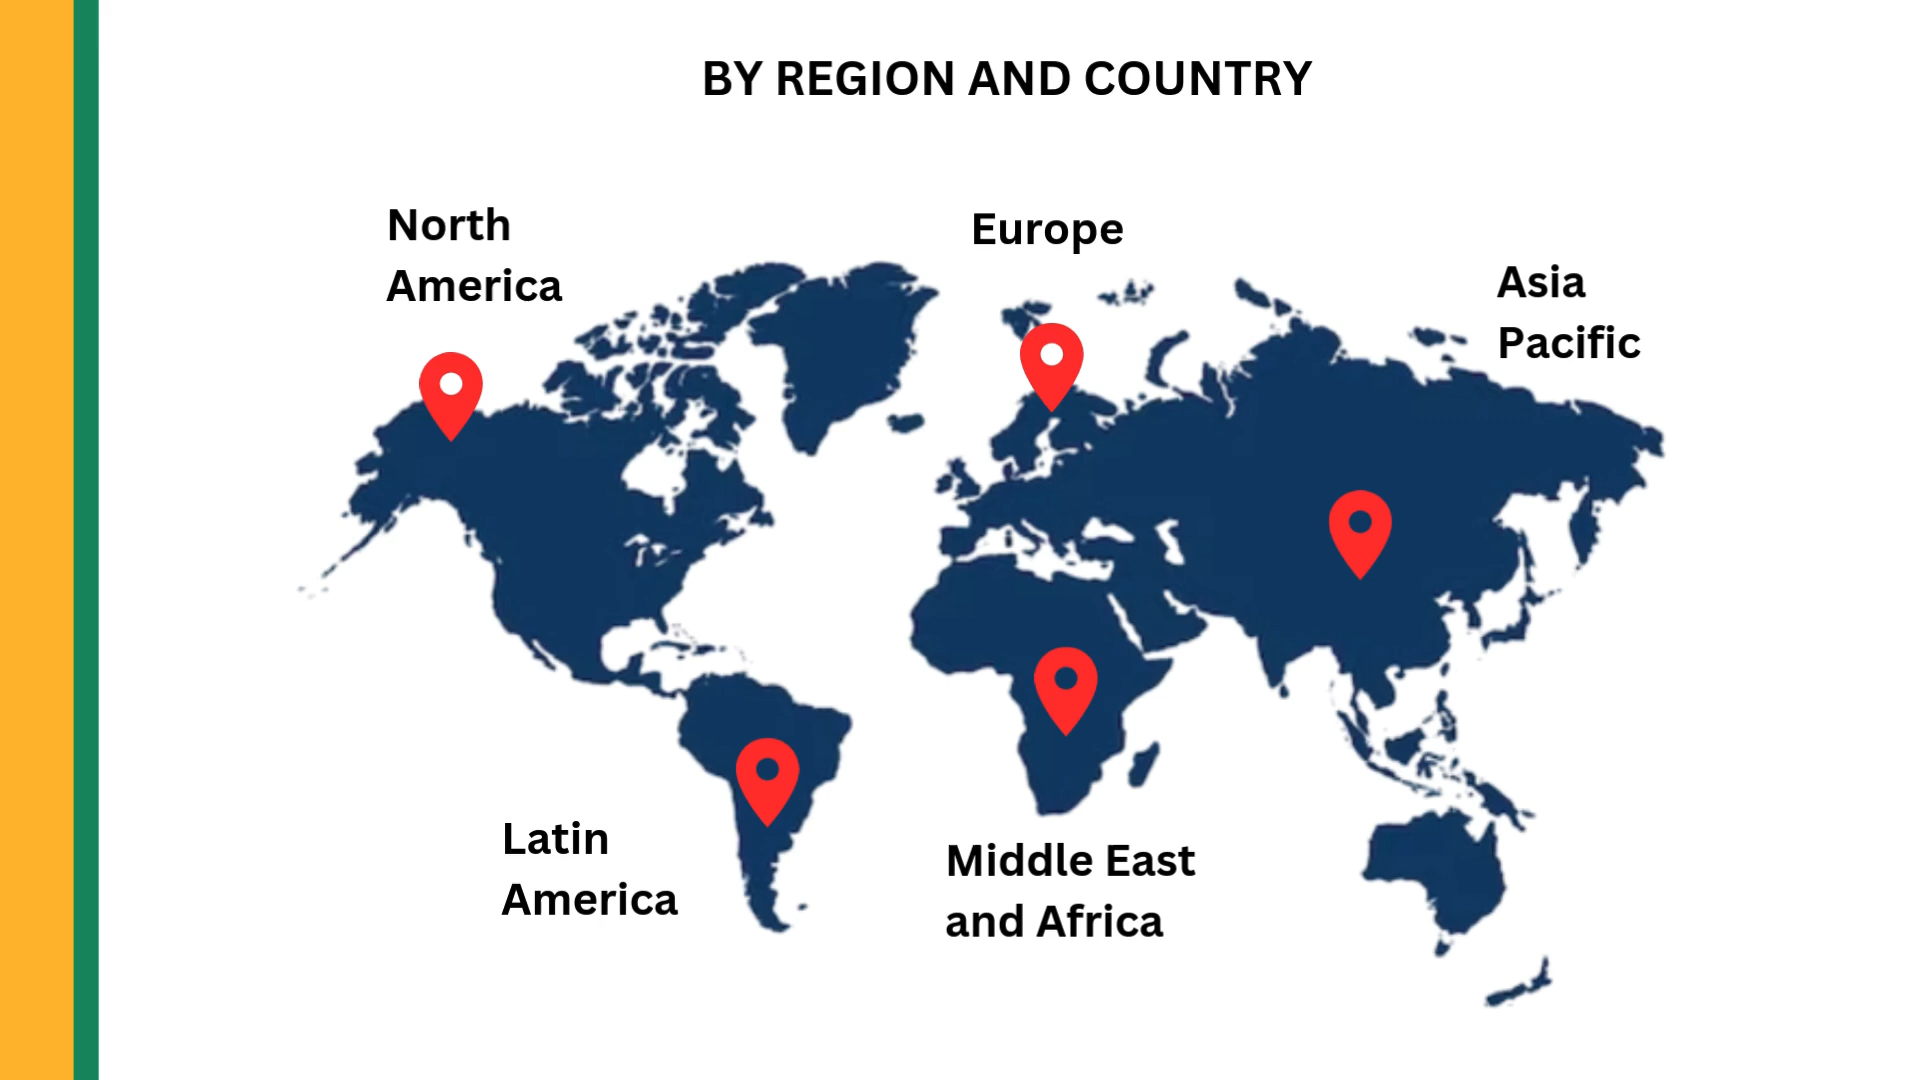 BY REGION AND COUNTRY
North
America
Europe
Asia
Pacific
Latin
America
Middle East
and Africa